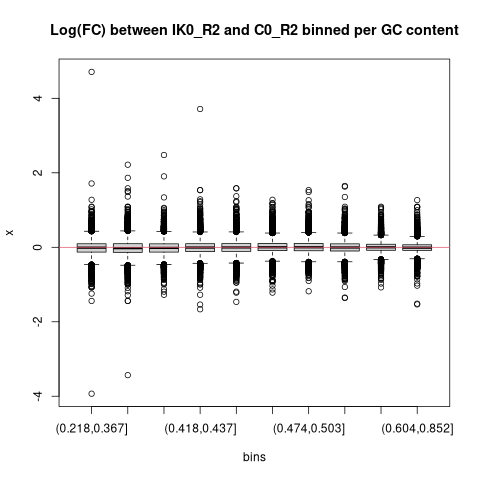 Log(FC) between IK0_R2 and C0_R2 binned per GC content
4
2
0
-2
-4
x
(0.218,0.367] (0.418,0.437] (0.474,0.503] (0.604,0.852]
bins